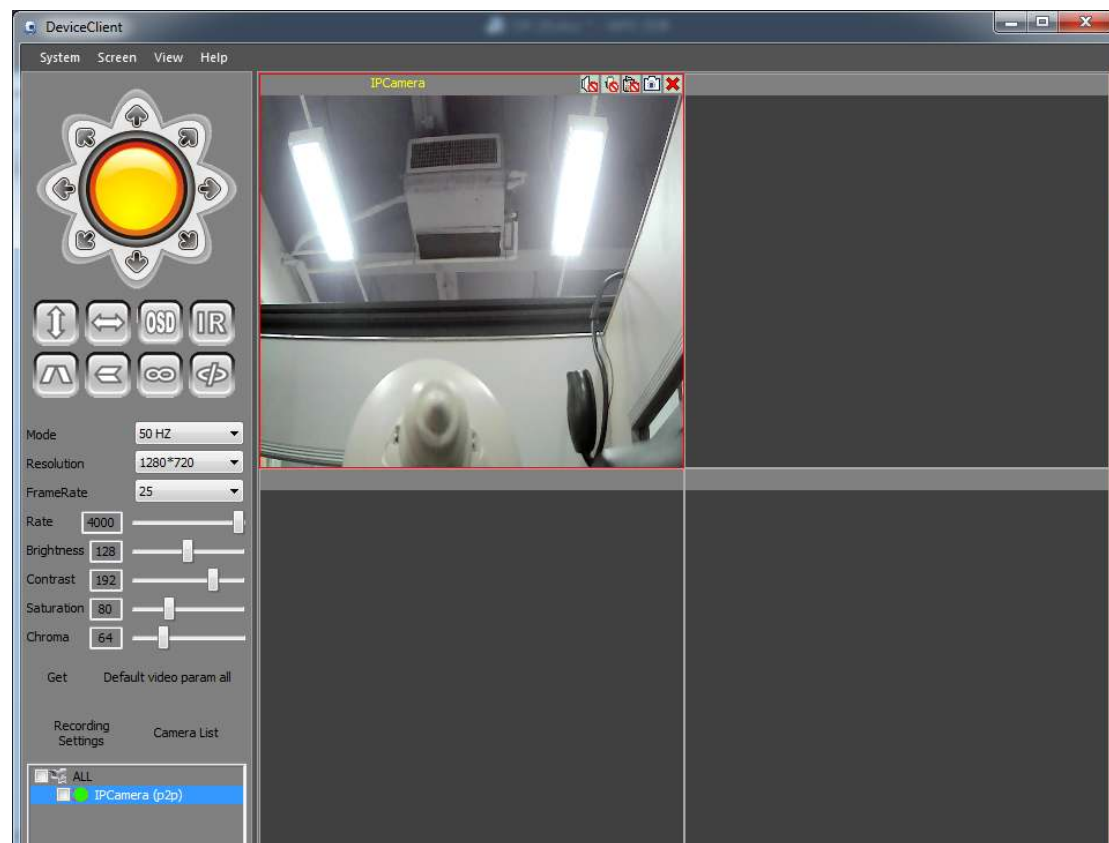 DeviceClient
System Screen View Help
IPCamera
OSD IR
Mode 50 HZ
Resolution 1280*720
FrameRate 25
Rate 4000
Brightness 128
Contrast 192
Saturation 80
Chroma 64
Get Default video param all
Recording
Settings
Camera List
ALL
IPCamera (p2p)